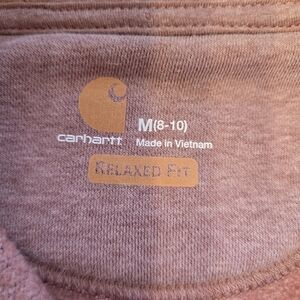 M(8-10)
carhartt Made in Vietnam
RELAXED FIT